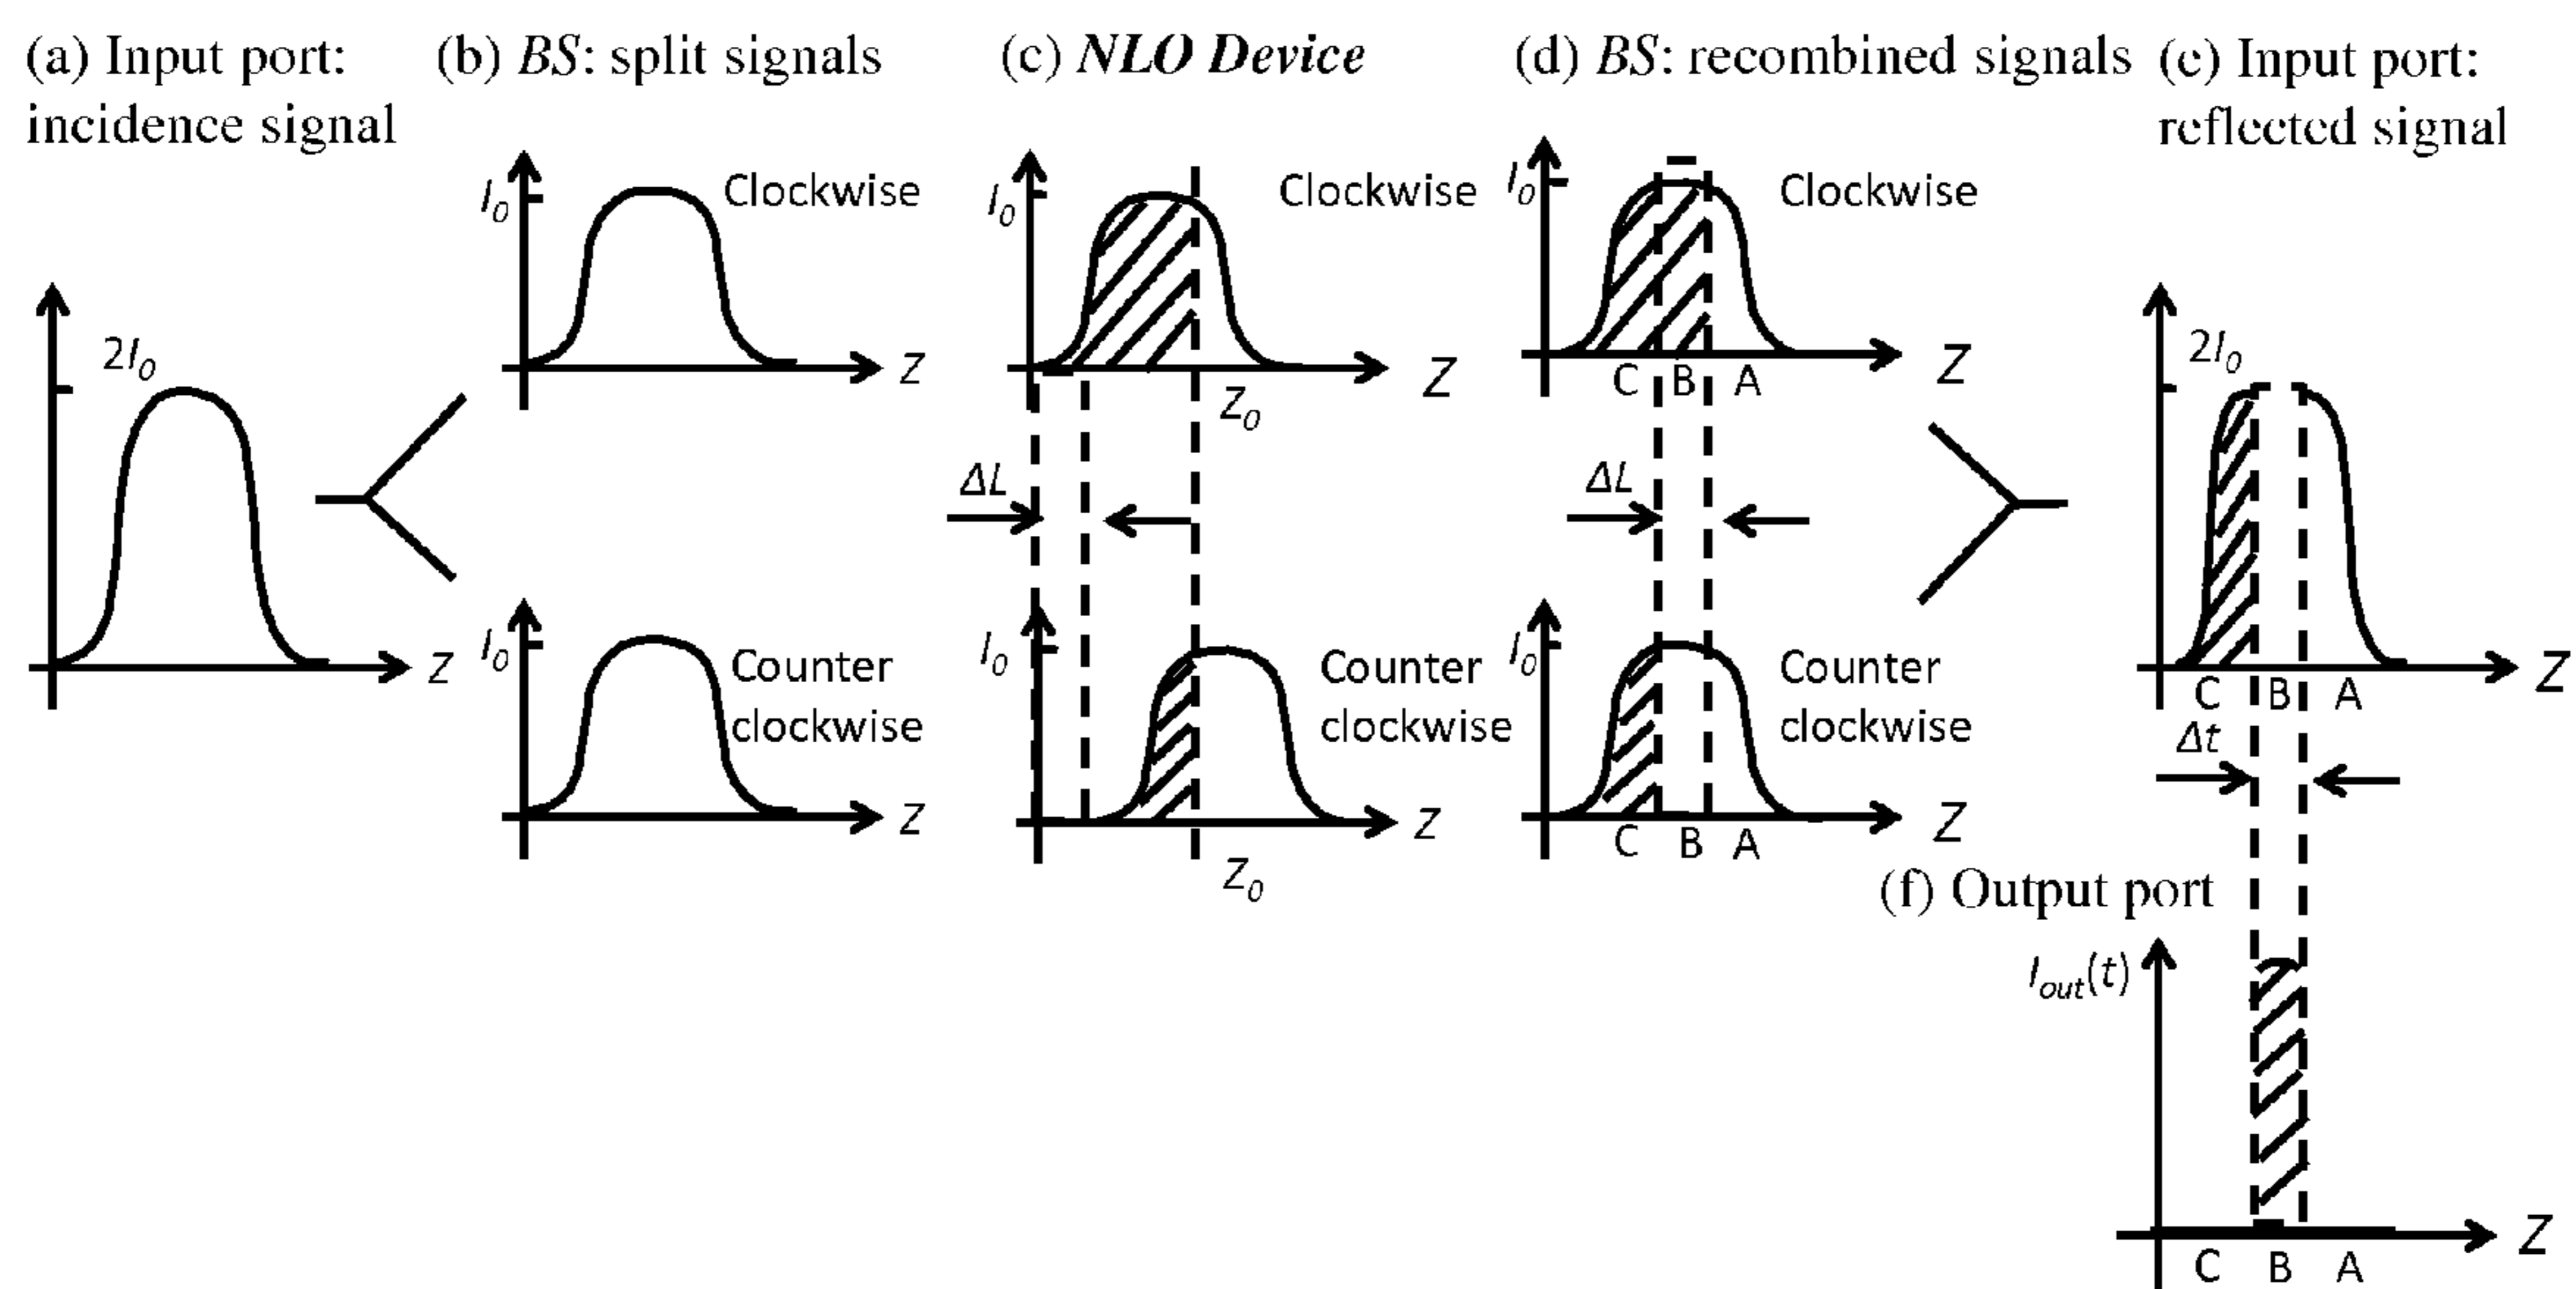 (a) Input port:
incidence signal
(b) BS: split signals
(c) NLO Device
(d) BS: recombined signals
(e) Input port:
reflected signal
2I0
Z
I0
Clockwise
Z
I0
Counter
clockwise
Z
I0
Clockwise
Z0
Z
ΔL
I0
Counter
clockwise
Z0
Z
I0
Clockwise
C B A
Z
ΔL
I0
Counter
clockwise
C B A
Z
2I0
C B A
Z
Δt
(f) Output port
Iout(t)
C B A
Z